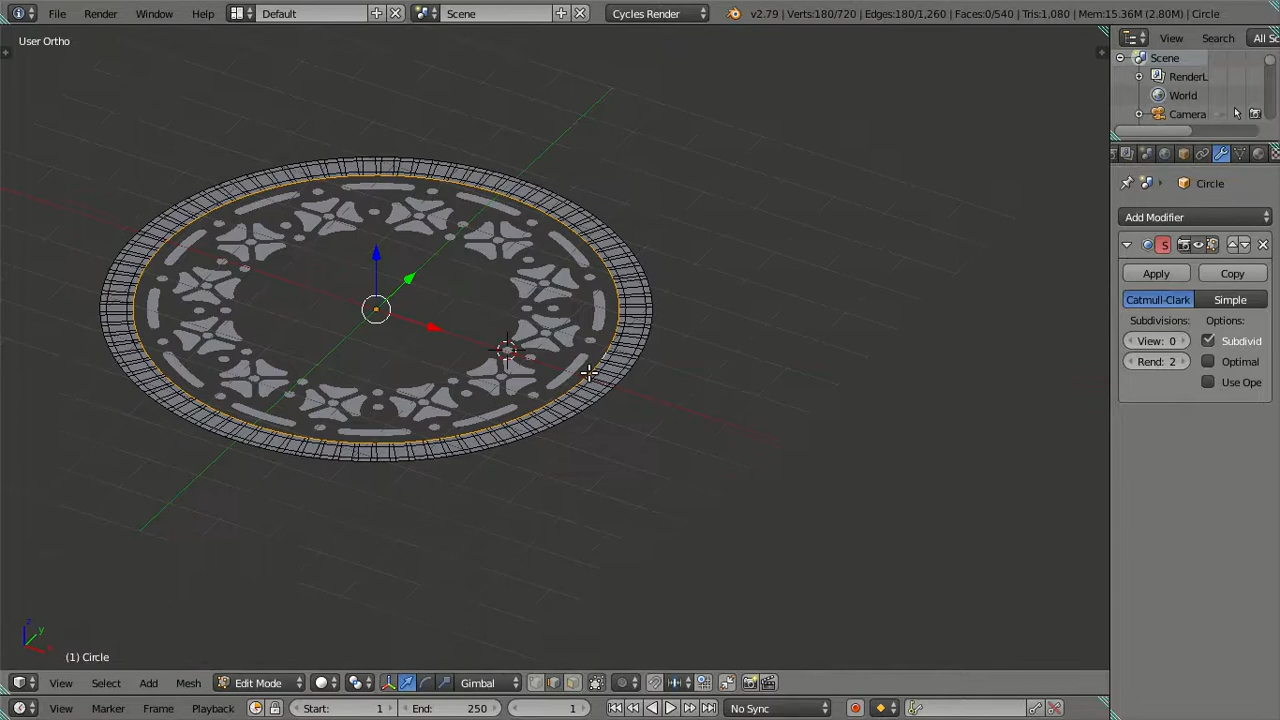 File Render Window Help Default Scene Cycles Render v2.79 | Verts:180/720 | Edges:180/1,260 | Faces:0/540 | Tris:1,080 | Mem:15.36M (2.80M) | Circle
User Ortho
View Search All Sc
Scene
RenderL
World
Camera
Circle
Add Modifier
S
Apply Copy
Catmull-Clark Simple
Subdivisions: Options:
View: 0 Subdivid
Rend: 2 Optimal
Use Ope
z
y
x
(1) Circle
View Select Add Mesh Edit Mode Gimbal
View Marker Frame Playback Start: 1 End: 250 1 No Sync